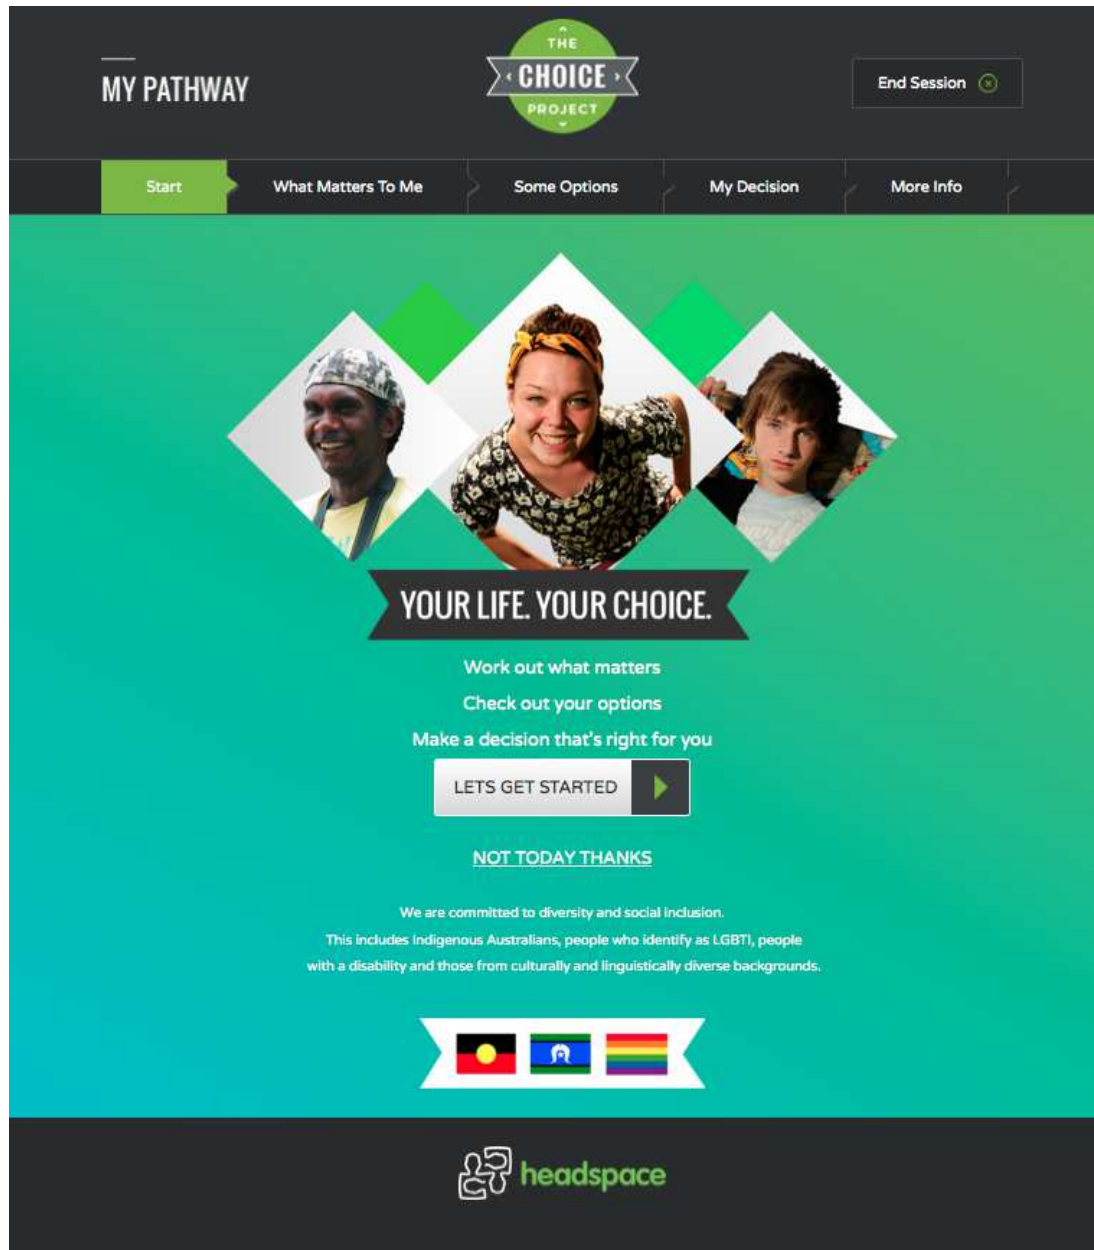 MY PATHWAY
THE
CHOICE
PROJECT
End Session
Start
What Matters To Me
Some Options
My Decision
More Info
YOUR LIFE. YOUR CHOICE.
Work out what matters
Check out your options
Make a decision that's right for you
LETS GET STARTED
NOT TODAY THANKS
We are committed to diversity and social inclusion.
This includes Indigenous Australians, people who identify as LGBTI, people
with a disability and those from culturally and linguistically diverse backgrounds.
headspace